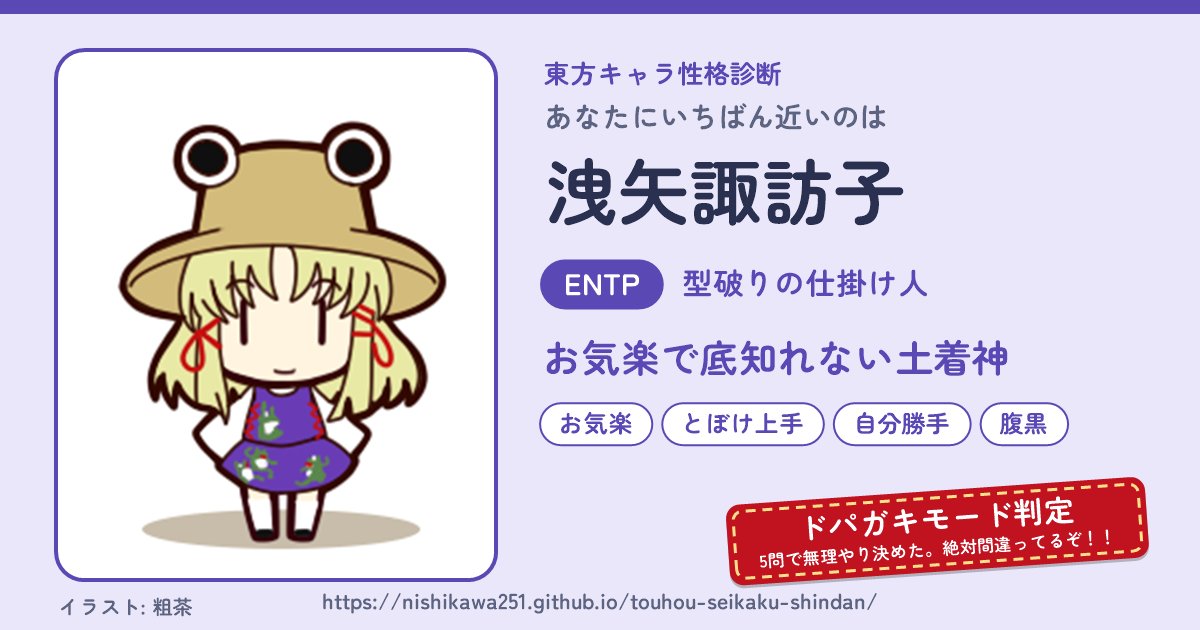 東方キャラ性格診断
あなたにいちばん近いのは
洩矢諏訪子
ENTP 型破りの仕掛け人
お気楽で底知れない土着神
お気楽 とぼけ上手 自分勝手 腹黒
ドパガキモード判定
5問で無理やり決めた。絶対間違ってるぞ！！
イラスト: 粗茶
https://nishikawa251.github.io/touhou-seikaku-shindan/